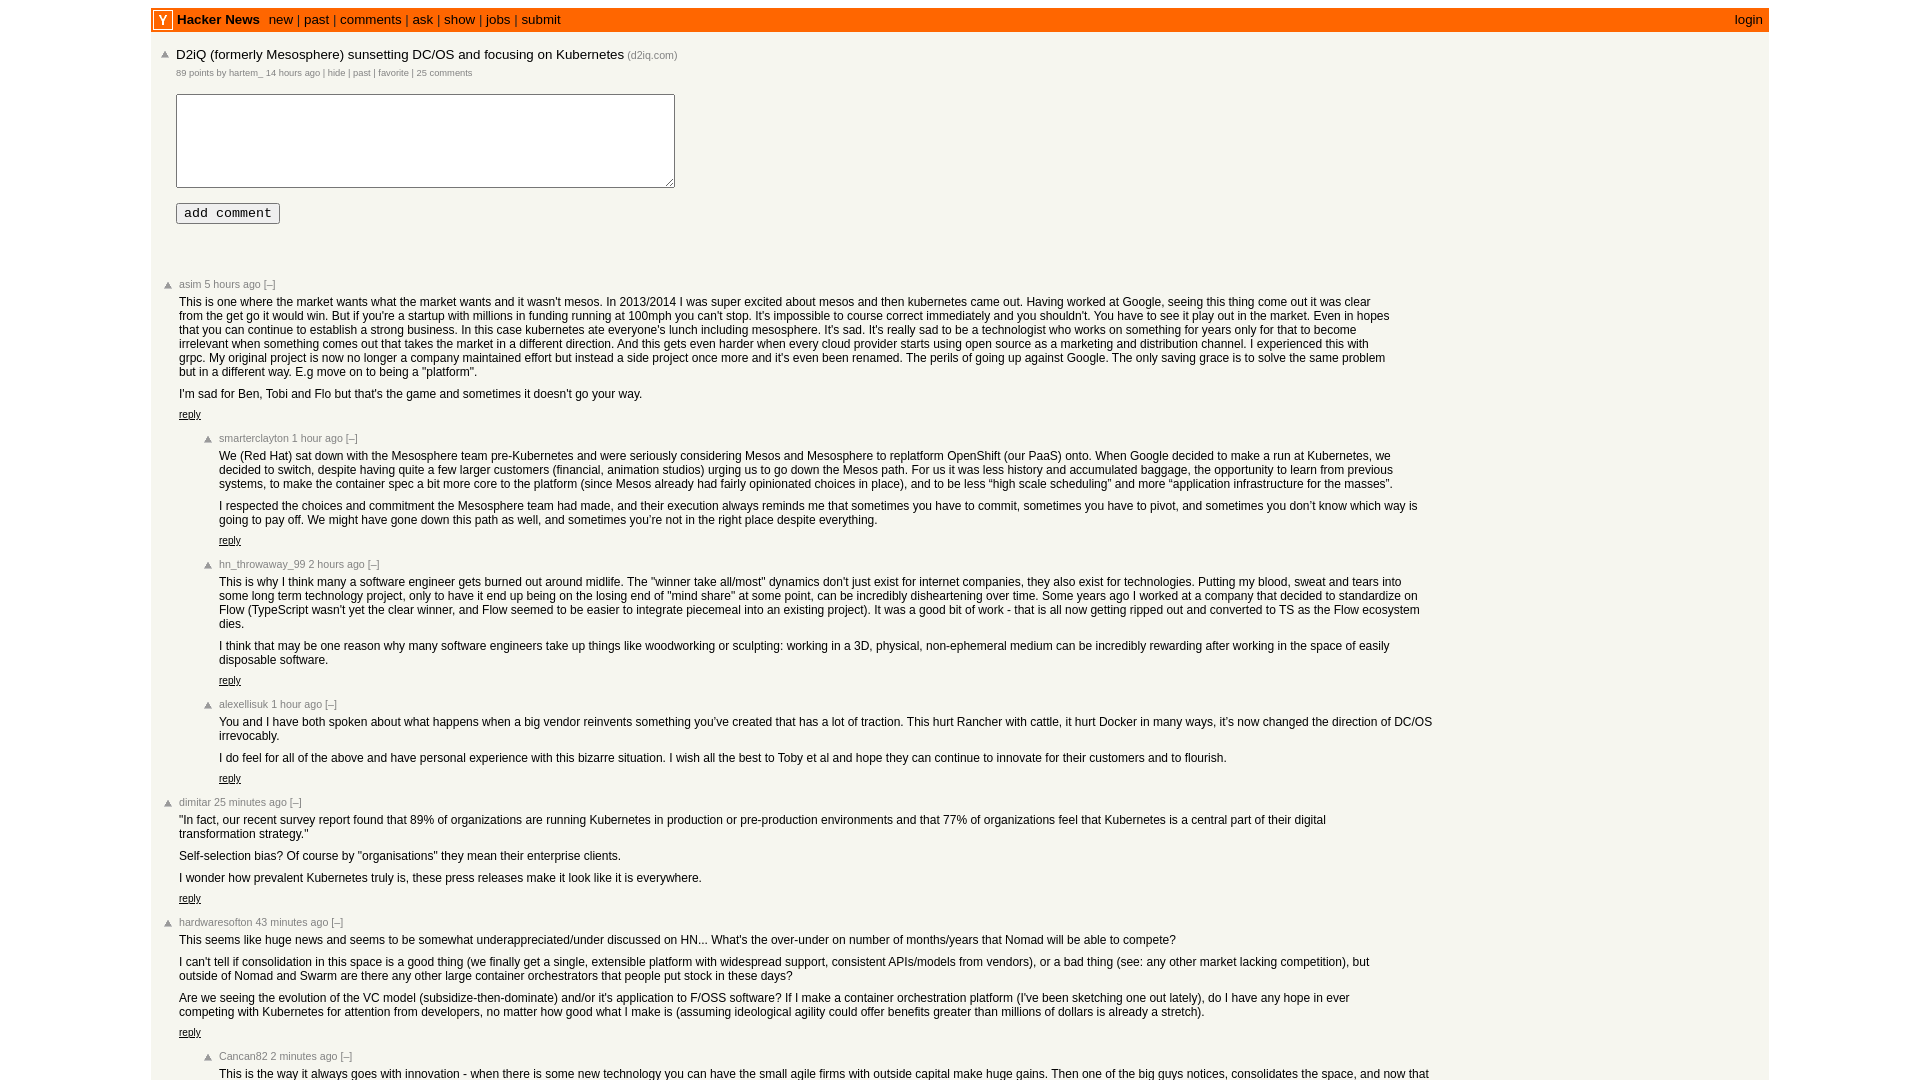 Y Hacker News new | past | comments | ask | show | jobs | submit login
D2iQ (formerly Mesosphere) sunsetting DC/OS and focusing on Kubernetes (d2iq.com)
89 points by hartem_ 14 hours ago | hide | past | favorite | 25 comments
add comment
asim 5 hours ago [–]
This is one where the market wants what the market wants and it wasn't mesos. In 2013/2014 I was super excited about mesos and then kubernetes came out. Having worked at Google, seeing this thing come out it was clear
from the get go it would win. But if you're a startup with millions in funding running at 100mph you can't stop. It's impossible to course correct immediately and you shouldn't. You have to see it play out in the market. Even in hopes
that you can continue to establish a strong business. In this case kubernetes ate everyone's lunch including mesosphere. It's sad. It's really sad to be a technologist who works on something for years only for that to become
irrelevant when something comes out that takes the market in a different direction. And this gets even harder when every cloud provider starts using open source as a marketing and distribution channel. I experienced this with
grpc. My original project is now no longer a company maintained effort but instead a side project once more and it's even been renamed. The perils of going up against Google. The only saving grace is to solve the same problem
but in a different way. E.g move on to being a "platform".
I'm sad for Ben, Tobi and Flo but that's the game and sometimes it doesn't go your way.
reply
smarterclayton 1 hour ago [–]
We (Red Hat) sat down with the Mesosphere team pre-Kubernetes and were seriously considering Mesos and Mesosphere to replatform OpenShift (our PaaS) onto. When Google decided to make a run at Kubernetes, we
decided to switch, despite having quite a few larger customers (financial, animation studios) urging us to go down the Mesos path. For us it was less history and accumulated baggage, the opportunity to learn from previous
systems, to make the container spec a bit more core to the platform (since Mesos already had fairly opinionated choices in place), and to be less “high scale scheduling” and more “application infrastructure for the masses”.
I respected the choices and commitment the Mesosphere team had made, and their execution always reminds me that sometimes you have to commit, sometimes you have to pivot, and sometimes you don’t know which way is
going to pay off. We might have gone down this path as well, and sometimes you’re not in the right place despite everything.
reply
hn_throwaway_99 2 hours ago [–]
This is why I think many a software engineer gets burned out around midlife. The "winner take all/most" dynamics don't just exist for internet companies, they also exist for technologies. Putting my blood, sweat and tears into
some long term technology project, only to have it end up being on the losing end of "mind share" at some point, can be incredibly disheartening over time. Some years ago I worked at a company that decided to standardize on
Flow (TypeScript wasn't yet the clear winner, and Flow seemed to be easier to integrate piecemeal into an existing project). It was a good bit of work - that is all now getting ripped out and converted to TS as the Flow ecosystem
dies.
I think that may be one reason why many software engineers take up things like woodworking or sculpting: working in a 3D, physical, non-ephemeral medium can be incredibly rewarding after working in the space of easily
disposable software.
reply
alexellisuk 1 hour ago [–]
You and I have both spoken about what happens when a big vendor reinvents something you’ve created that has a lot of traction. This hurt Rancher with cattle, it hurt Docker in many ways, it’s now changed the direction of DC/OS
irrevocably.
I do feel for all of the above and have personal experience with this bizarre situation. I wish all the best to Toby et al and hope they can continue to innovate for their customers and to flourish.
reply
dimitar 25 minutes ago [–]
"In fact, our recent survey report found that 89% of organizations are running Kubernetes in production or pre-production environments and that 77% of organizations feel that Kubernetes is a central part of their digital
transformation strategy."
Self-selection bias? Of course by "organisations" they mean their enterprise clients.
I wonder how prevalent Kubernetes truly is, these press releases make it look like it is everywhere.
reply
hardwaresofton 43 minutes ago [–]
This seems like huge news and seems to be somewhat underappreciated/under discussed on HN... What's the over-under on number of months/years that Nomad will be able to compete?
I can't tell if consolidation in this space is a good thing (we finally get a single, extensible platform with widespread support, consistent APIs/models from vendors), or a bad thing (see: any other market lacking competition), but
outside of Nomad and Swarm are there any other large container orchestrators that people put stock in these days?
Are we seeing the evolution of the VC model (subsidize-then-dominate) and/or it's application to F/OSS software? If I make a container orchestration platform (I've been sketching one out lately), do I have any hope in ever
competing with Kubernetes for attention from developers, no matter how good what I make is (assuming ideological agility could offer benefits greater than millions of dollars is already a stretch).
reply
Cancan82 2 minutes ago [–]
This is the way it always goes with innovation - when there is some new technology you can have the small agile firms with outside capital make huge gains. Then one of the big guys notices, consolidates the space, and now that